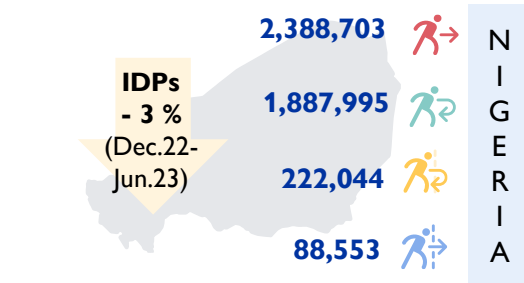 2,388,703
IDPs
- 3 %
(Dec.22-
Jun.23)
1,887,995
222,044
88,553
N
I
G
E
R
I
A